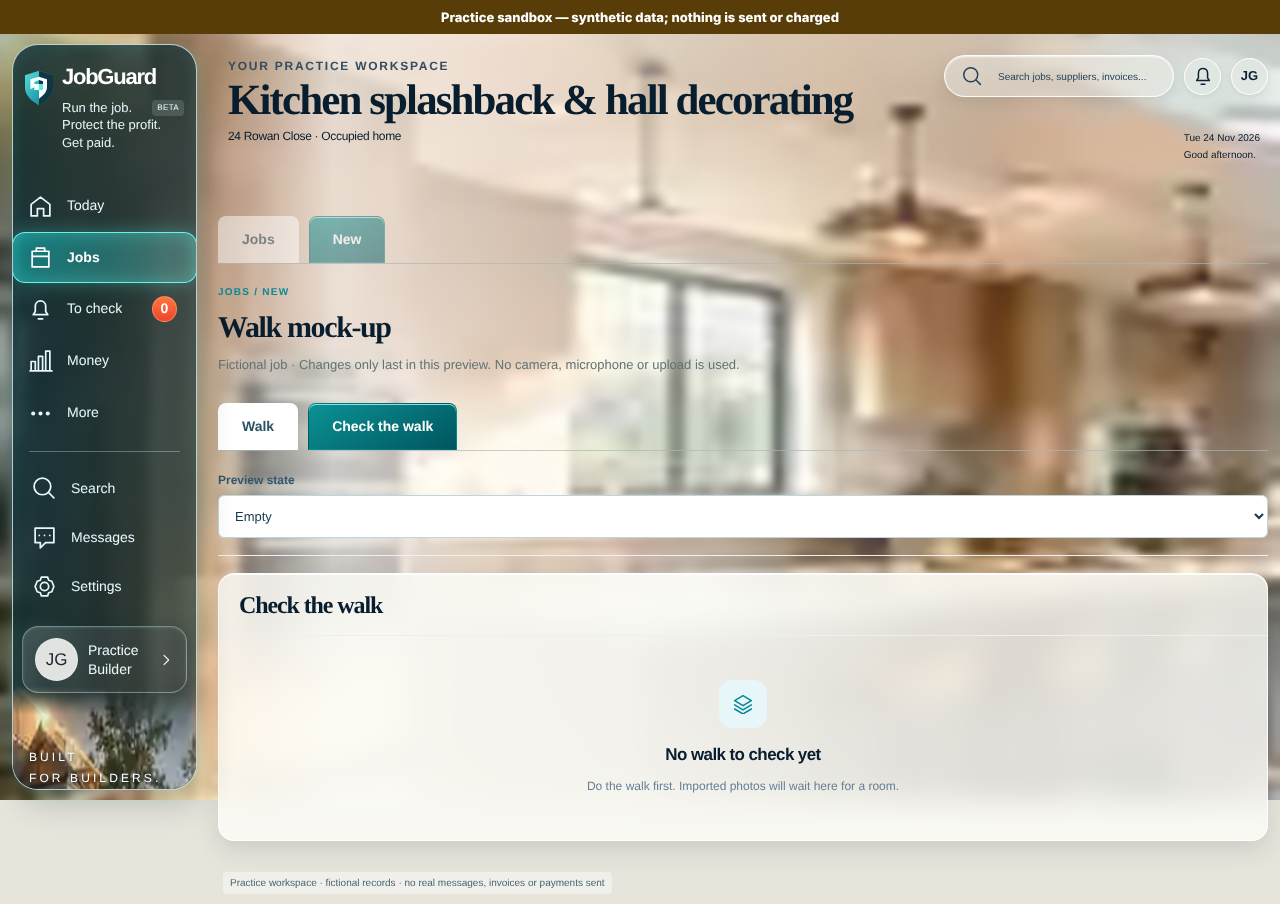 Practice sandbox — synthetic data; nothing is sent or charged
JobGuard
Run the job.
Protect the profit.
Get paid.
BETA
Today
Jobs
To check
0
Money
More
Search
Messages
Settings
JG
Practice
Builder
BUILT
FOR BUILDERS.
YOUR PRACTICE WORKSPACE
Kitchen splashback & hall decorating
24 Rowan Close · Occupied home
Search jobs, suppliers, invoices...
JG
Tue 24 Nov 2026
Good afternoon.
Jobs
New
JOBS / NEW
Walk mock-up
Fictional job · Changes only last in this preview. No camera, microphone or upload is used.
Walk
Check the walk
Preview state
Empty
Check the walk
No walk to check yet
Do the walk first. Imported photos will wait here for a room.
Practice workspace · fictional records · no real messages, invoices or payments sent